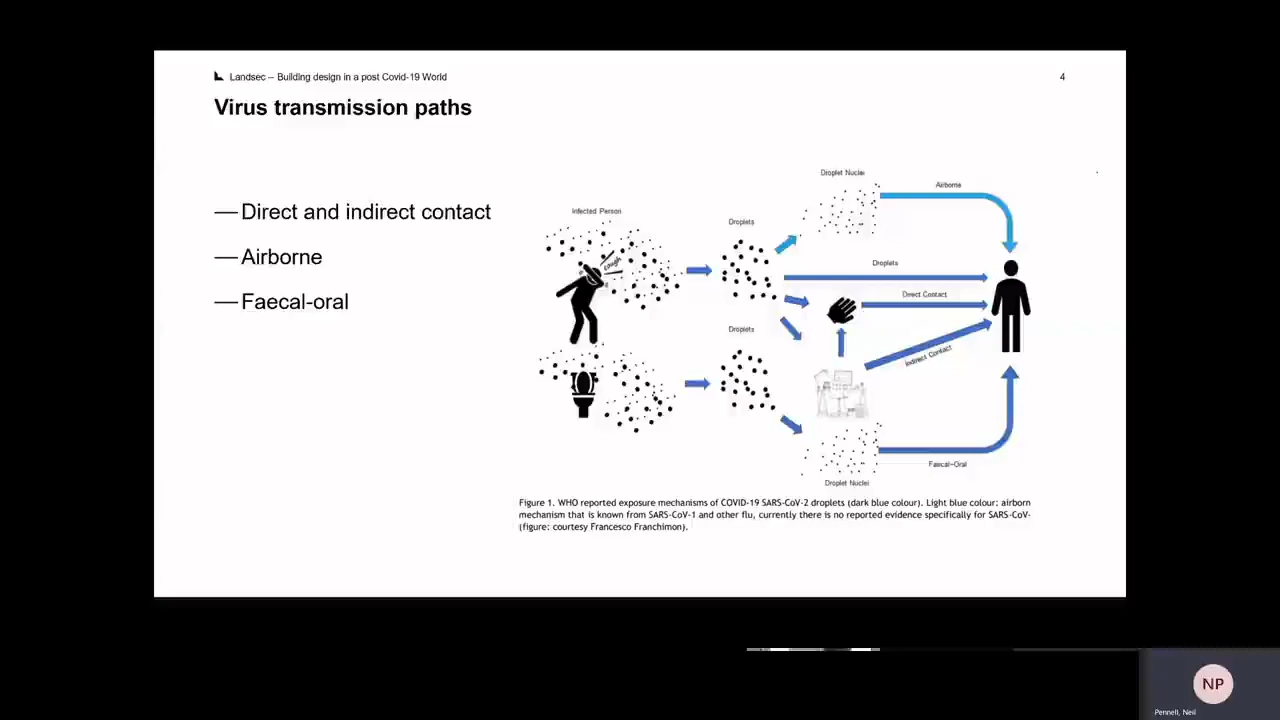 Landsec – Building design in a post Covid-19 World
4
Virus transmission paths
— Direct and indirect contact
— Airborne
— Faecal-oral
Droplet Nuclei
Airborne
Infected Person
Droplets
cough
Droplets
Direct Contact
Droplets
Indirect Contact
Faecal-Oral
Droplet Nuclei
Figure 1. WHO reported exposure mechanisms of COVID-19 SARS-CoV-2 droplets (dark blue colour). Light blue colour: airborn
mechanism that is known from SARS-CoV-1 and other flu, currently there is no reported evidence specifically for SARS-CoV-
(figure: courtesy Francesco Franchimon).
NP
Pennell, Neil